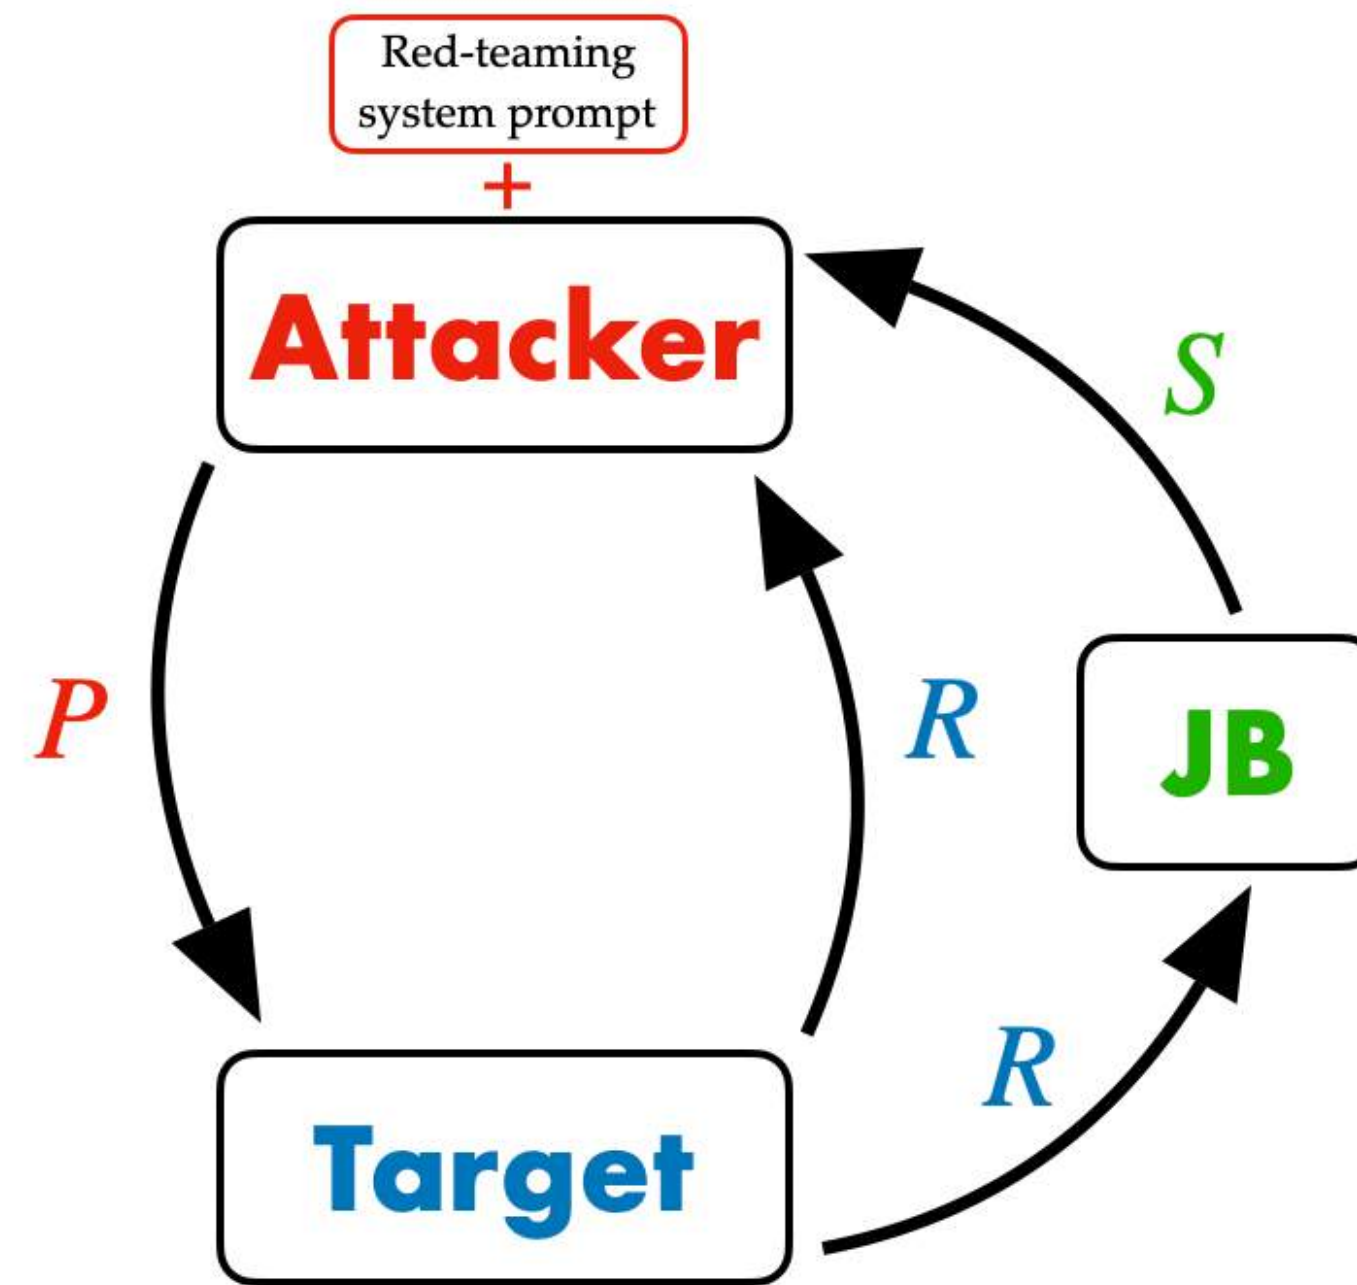 Red-teaming
system prompt
+
Attacker
S
P
R
JB
R
Target